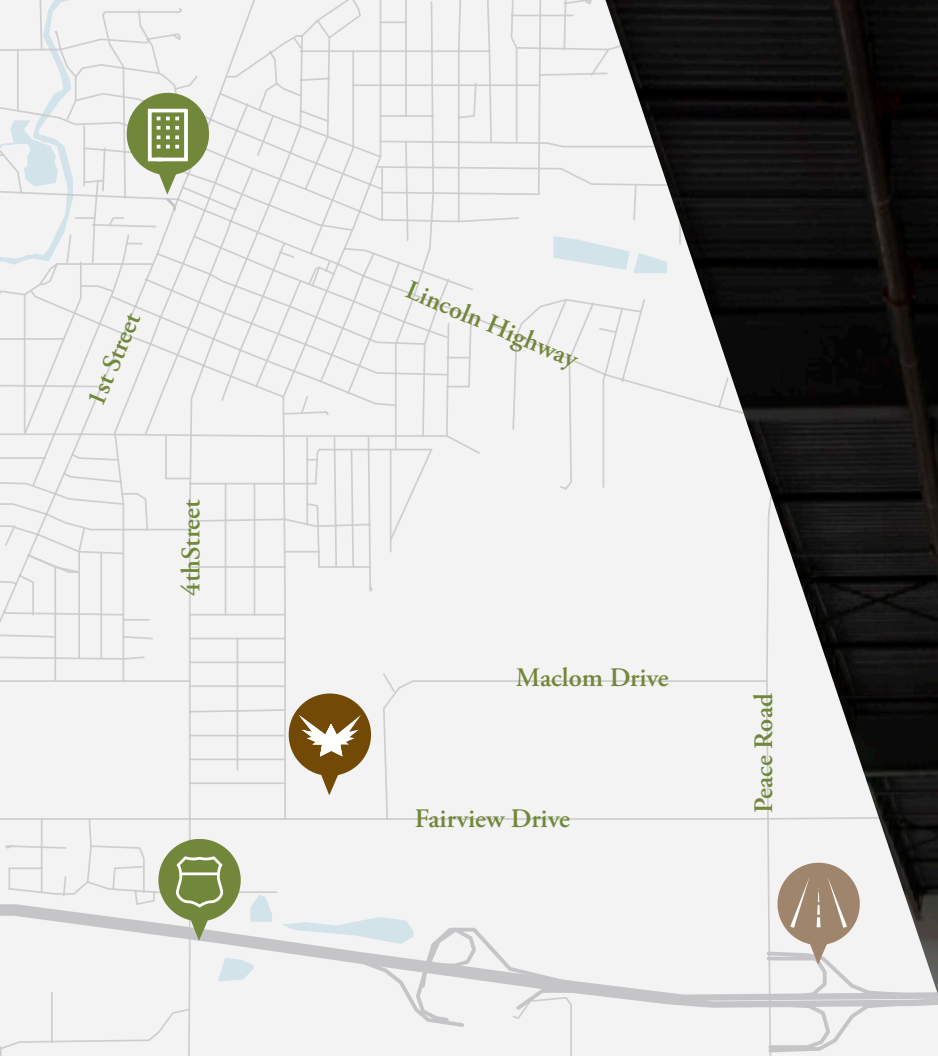 Lincoln Highway
1st Street
4thStreet
Maclom Drive
Peace Road
Fairview Drive